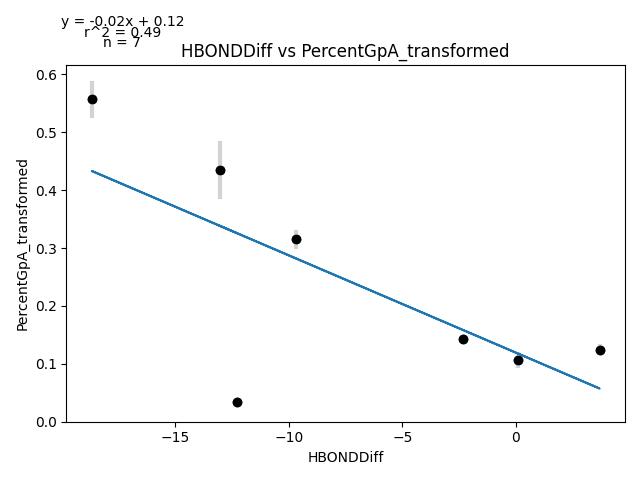 y = -0.02x + 0.12
r^2 = 0.49
n = 7
HBONDDiff vs PercentGpA_transformed
PercentGpA_transformed
0.6
0.5
0.4
0.3
0.2
0.1
0.0
−15
−10
−5
0
HBONDDiff